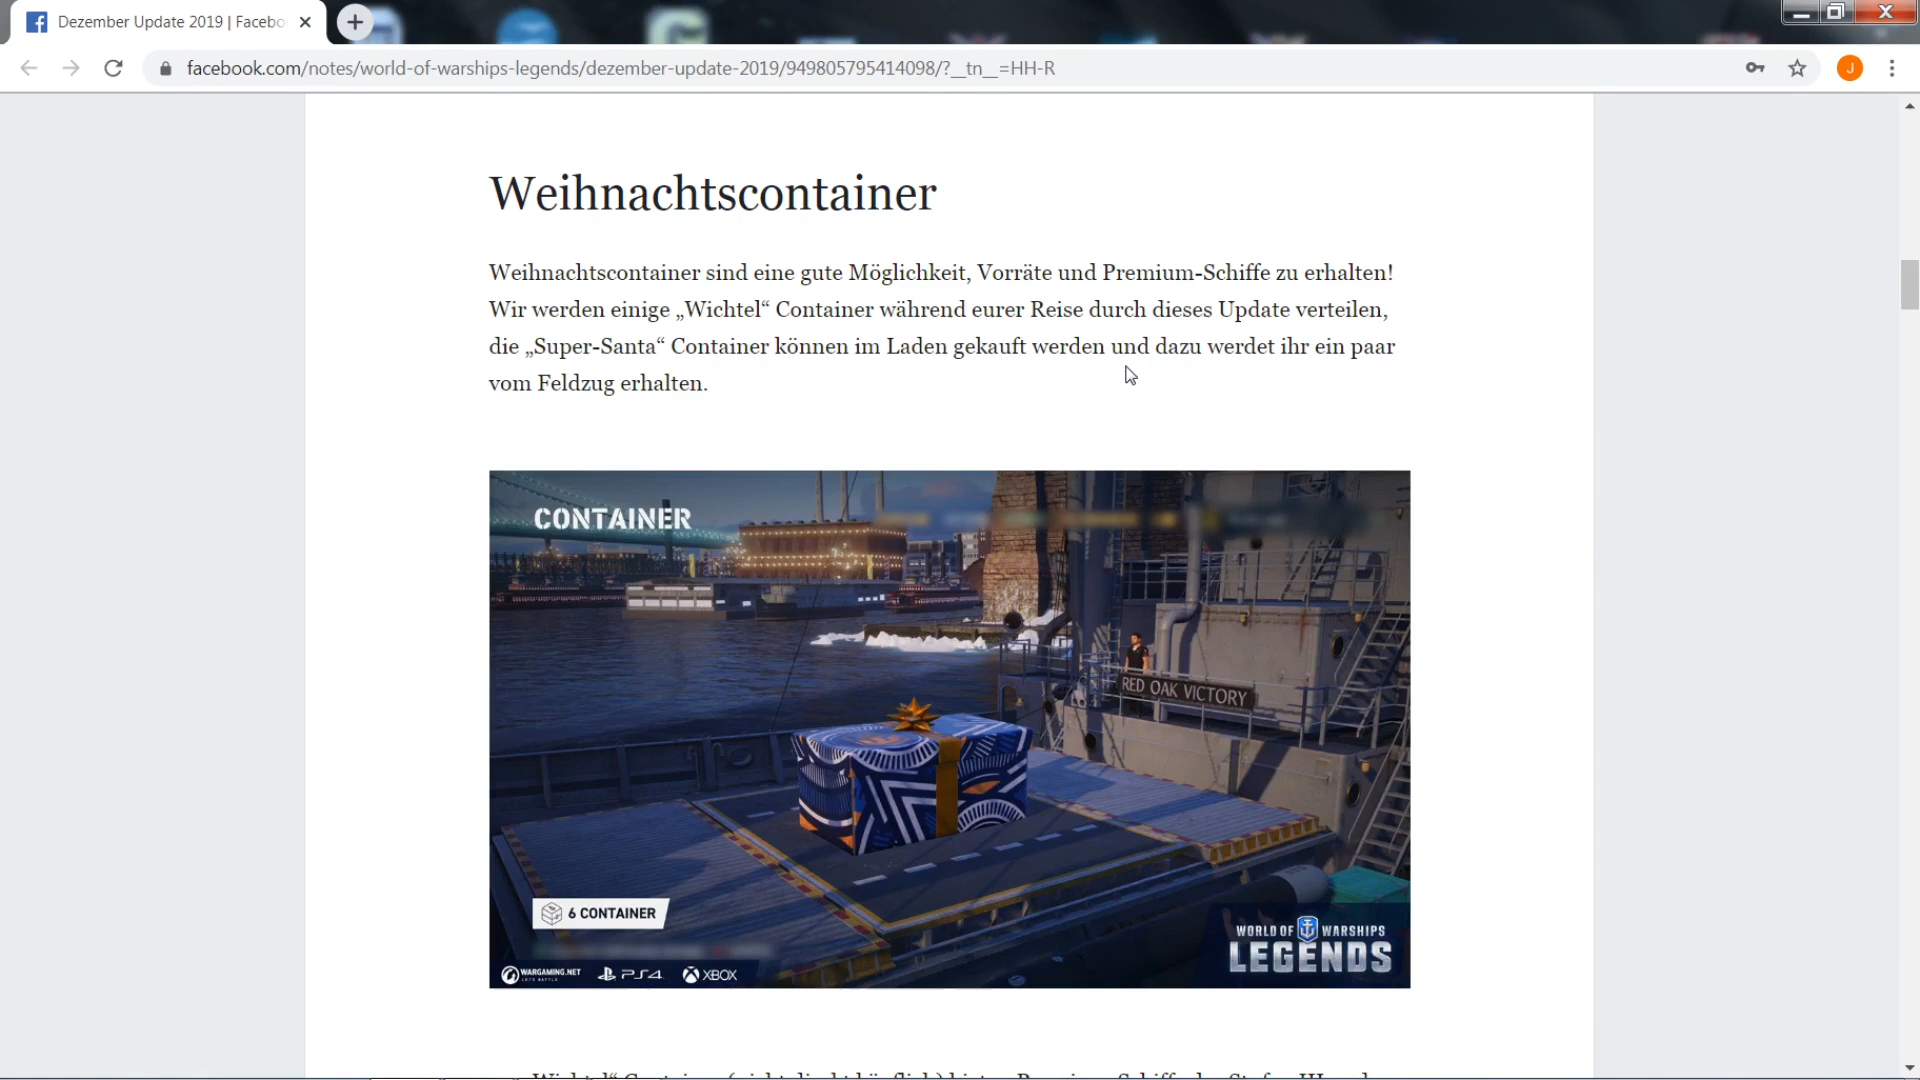 Dezember Update 2019 | Facebo
facebook.com/notes/world-of-warships-legends/dezember-update-2019/949805795414098/?__tn__=HH-R
J
Weihnachtscontainer
Weihnachtscontainer sind eine gute Möglichkeit, Vorräte und Premium-Schiffe zu erhalten!
Wir werden einige „Wichtel“ Container während eurer Reise durch dieses Update verteilen,
die „Super-Santa“ Container können im Laden gekauft werden und dazu werdet ihr ein paar
vom Feldzug erhalten.
CONTAINER
RED OAK VICTORY
6 CONTAINER
WORLD OF WARSHIPS
LEGENDS
WARGAMING.NET
LET'S BATTLE
PS4
XBOX